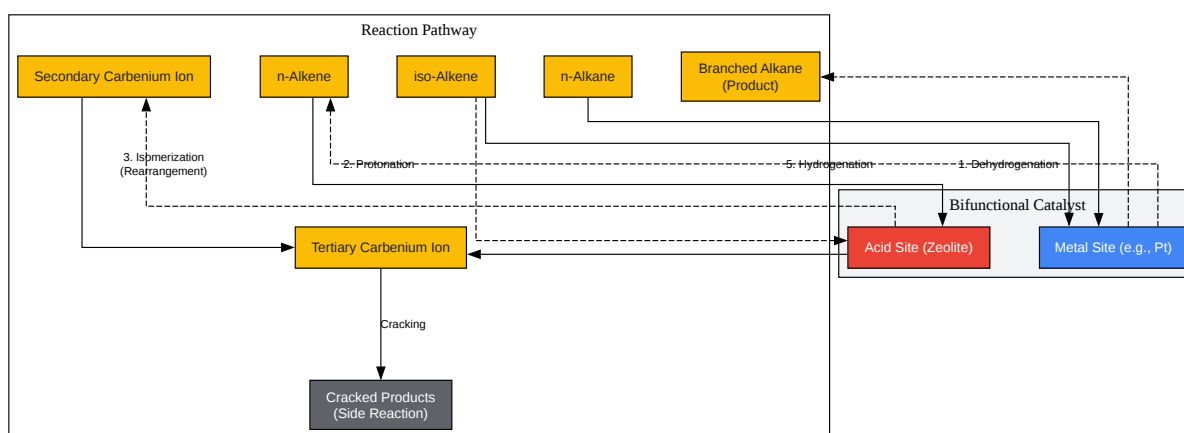 Reaction Pathway
Secondary Carbenium Ion
n-Alkene
iso-Alkene
n-Alkane
Branched Alkane
(Product)
3. Isomerization
(Rearrangement)
2. Protonation
5. Hydrogenation
1. Dehydrogenation
Bifunctional Catalyst
Tertiary Carbenium Ion
Acid Site (Zeolite)
Metal Site (e.g., Pt)
Cracking
Cracked Products
(Side Reaction)